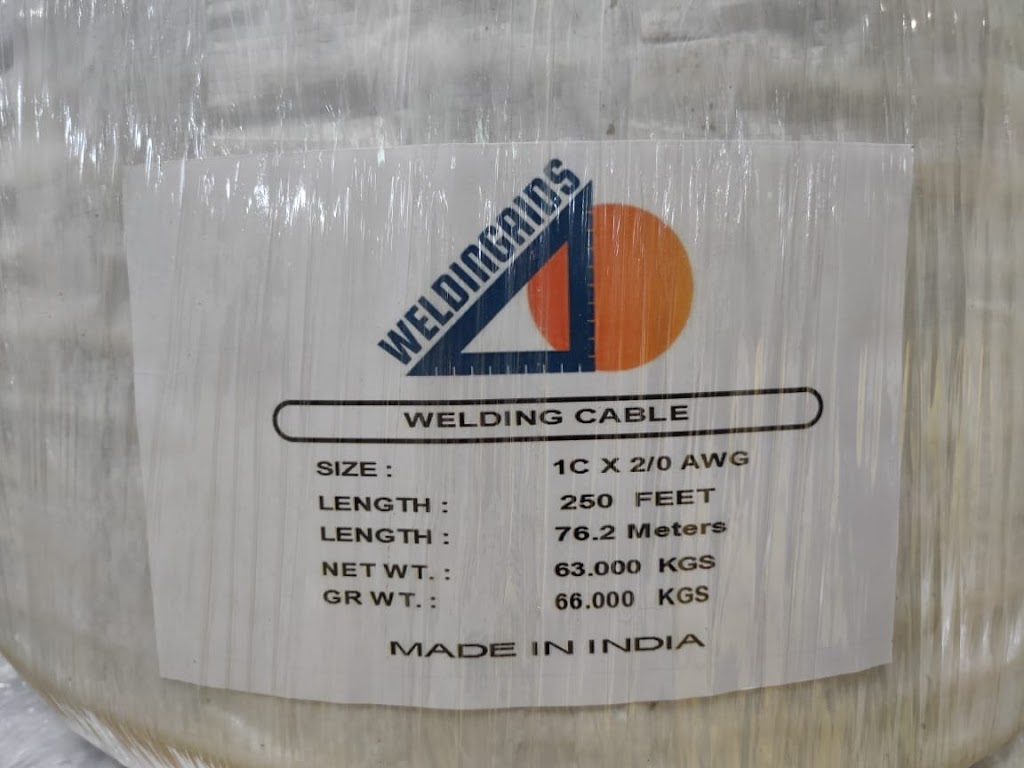 WELDINGRIDS
WELDING CABLE
SIZE : 1C X 2/0 AWG
LENGTH : 250 FEET
LENGTH : 76.2 Meters
NET WT. : 63.000 KGS
GR WT. : 66.000 KGS
MADE IN INDIA